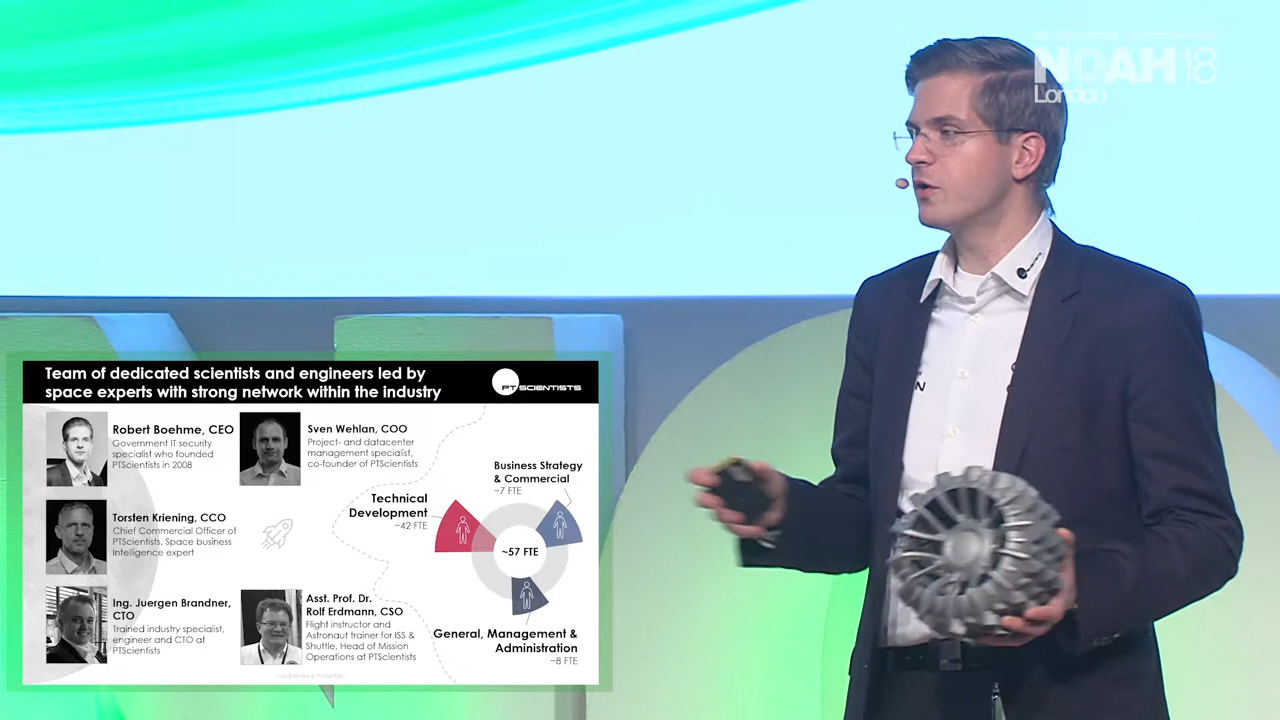 NOAH18
London
Team of dedicated scientists and engineers led by
space experts with strong network within the industry
PTSCIENTISTS
Robert Boehme, CEO
Government IT security
specialist who founded
PTScientists in 2008
Sven Wehlan, COO
Project- and datacenter
management specialist,
co-founder of PTScientists
Torsten Kriening, CCO
Chief Commercial Officer of
PTScientists. Space business
Intelligence expert
Ing. Juergen Brandner,
CTO
Trained industry specialist,
engineer and CTO at
PTScientists
Asst. Prof. Dr.
Rolf Erdmann, CSO
Flight instructor and
Astronaut trainer for ISS &
Shuttle, Head of Mission
Operations at PTScientists
Business Strategy
& Commercial
~7 FTE
Technical
Development
~42 FTE
~57 FTE
General, Management &
Administration
~8 FTE